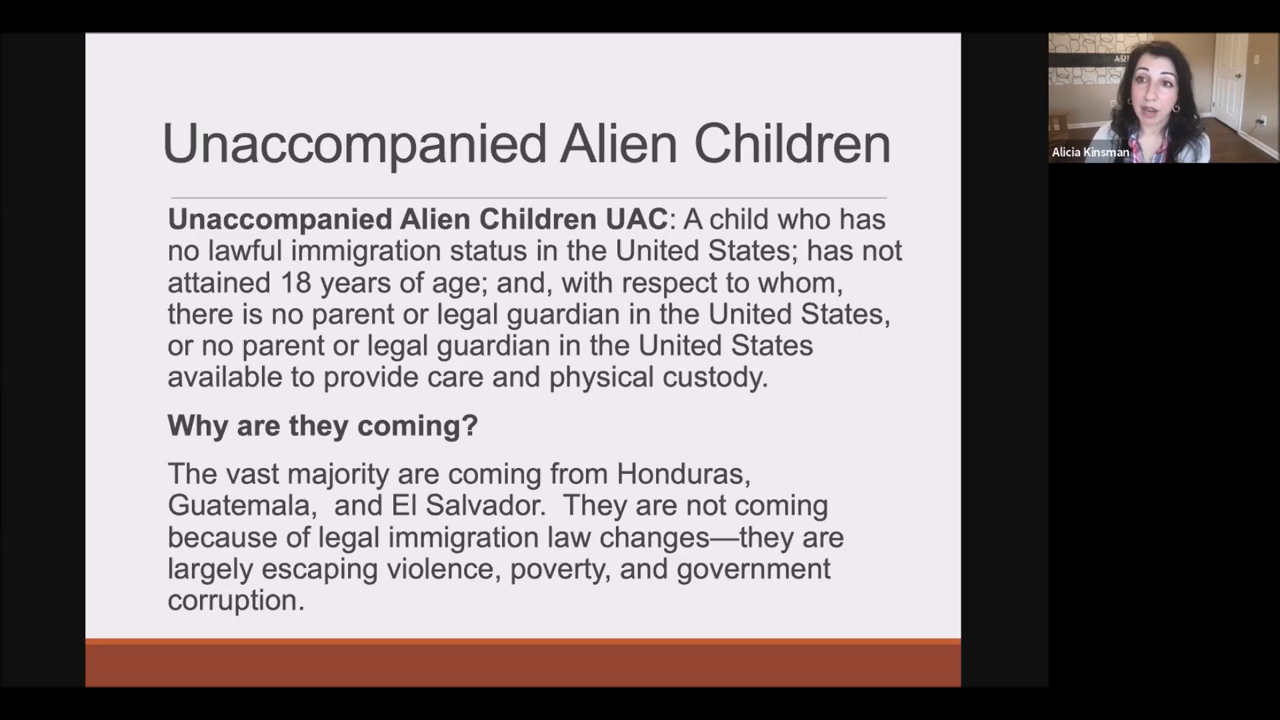 Unaccompanied Alien Children
Unaccompanied Alien Children UAC: A child who has
no lawful immigration status in the United States; has not
attained 18 years of age; and, with respect to whom,
there is no parent or legal guardian in the United States,
or no parent or legal guardian in the United States
available to provide care and physical custody.
Why are they coming?
The vast majority are coming from Honduras,
Guatemala,  and El Salvador.  They are not coming
because of legal immigration law changes—they are
largely escaping violence, poverty, and government
corruption.
Alicia Kinsman